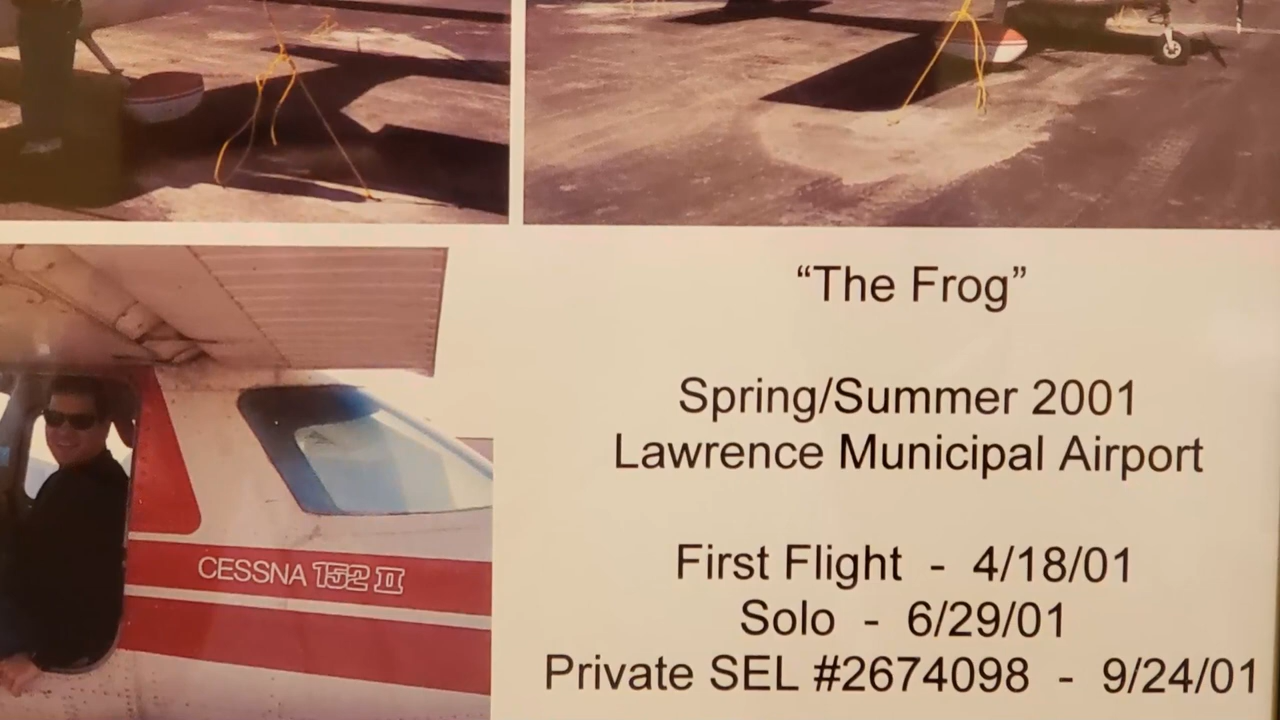 “The Frog”
Spring/Summer 2001
Lawrence Municipal Airport
First Flight - 4/18/01
Solo - 6/29/01
Private SEL #2674098 - 9/24/01
CESSNA 152 II